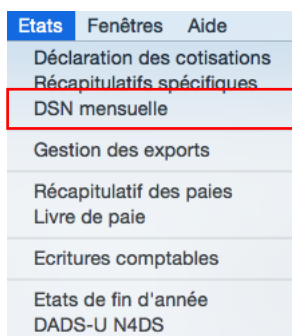 Etats Fenêtres Aide
Déclaration des cotisations
Récapitulatifs spécifiques
DSN mensuelle
Gestion des exports
Récapitulatif des paies
Livre de paie
Ecritures comptables
Etats de fin d'année
DADS-U N4DS